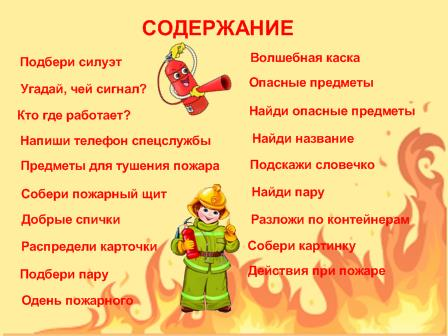 СОДЕРЖАНИЕ
Подбери силуэт
Угадай, чей сигнал?
Кто где работает?
Напиши телефон спецслужбы
Предметы для тушения пожара
Собери пожарный щит
Добрые спички
Распредели карточки
Подбери пару
Одень пожарного
Волшебная каска
Опасные предметы
Найди опасные предметы
Найди название
Подскажи словечко
Найди пару
Разложи по контейнерам
Собери картинку
Действия при пожаре